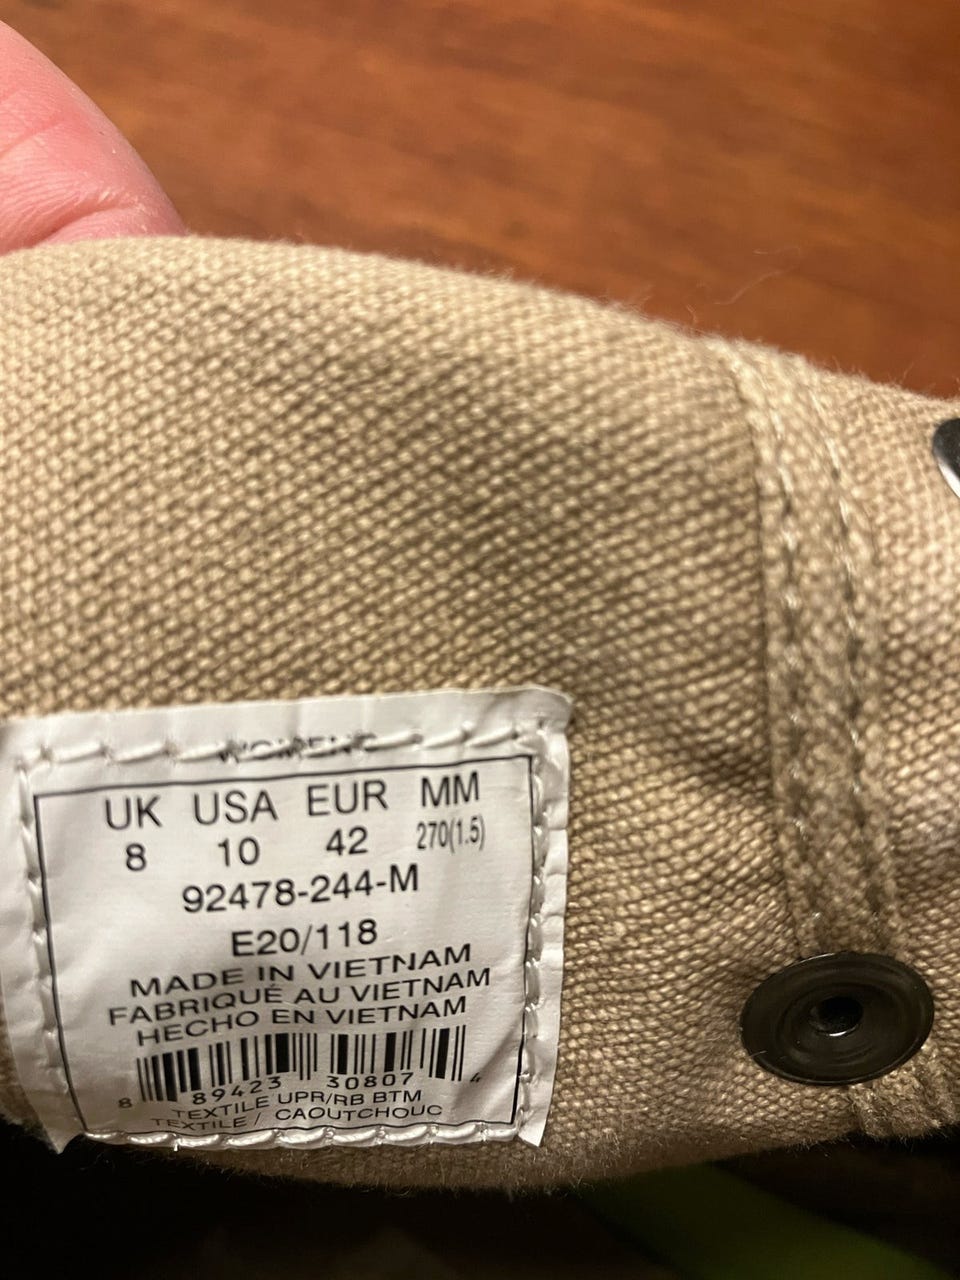 WOMENS
UK USA EUR MM
8 10 42 270(1.5)
92478-244-M
E20/118
MADE IN VIETNAM
FABRIQUÉ AU VIETNAM
HECHO EN VIETNAM
8 89423 30807 4
TEXTILE UPR/RB BTM
TEXTILE / CAOUTCHOUC